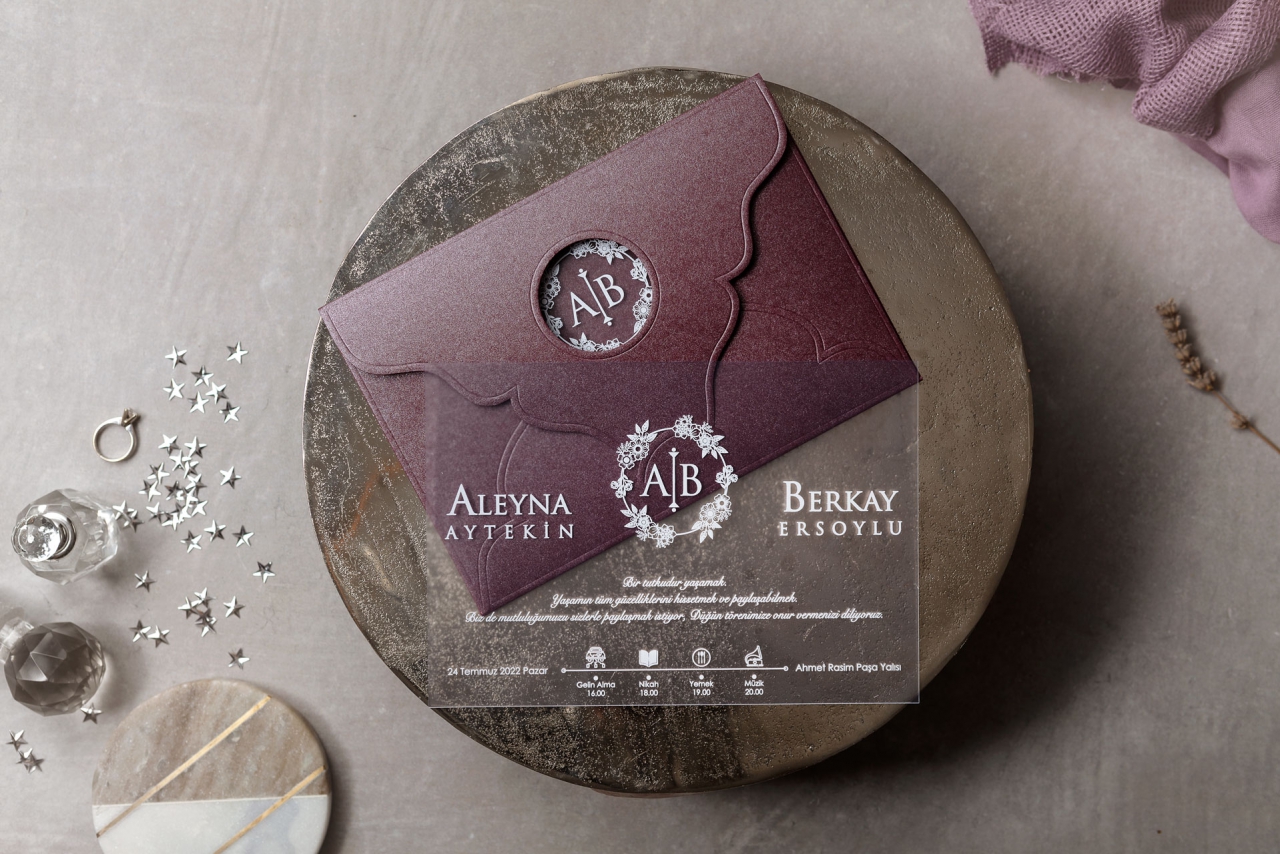 A B
A B
ALEYNA
AYTEKİN
BERKAY
ERSOYLU
Bir tutkudur yaşamak.
Yaşamın tüm güzelliklerini hissetmek ve paylaşabilmek.
Biz de mutluluğumuzu sizlerle paylaşmak istiyor, Düğün törenimize onur vermenizi diliyoruz.
24 Temmuz 2022 Pazar
Gelin Alma
16.00
Nikah
18.00
Yemek
19.00
Müzik
20.00
Ahmet Rasim Paşa Yalısı